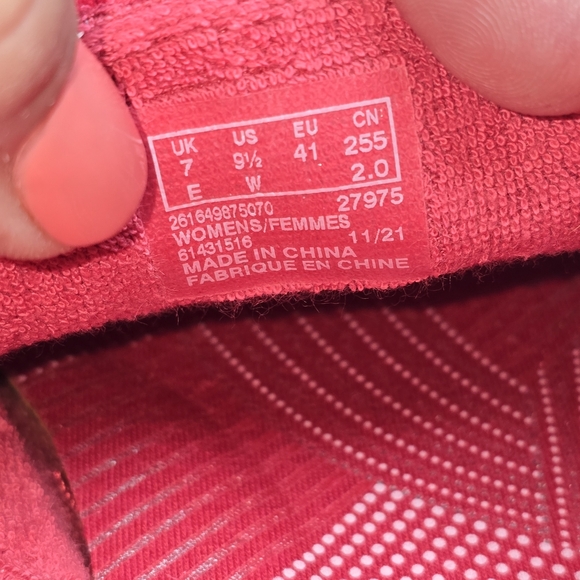 UK US EU CN
7 9½ 41 255
E W 2.0
261649875070 27975
WOMENS/FEMMES
61431516 11/21
MADE IN CHINA
FABRIQUE EN CHINE